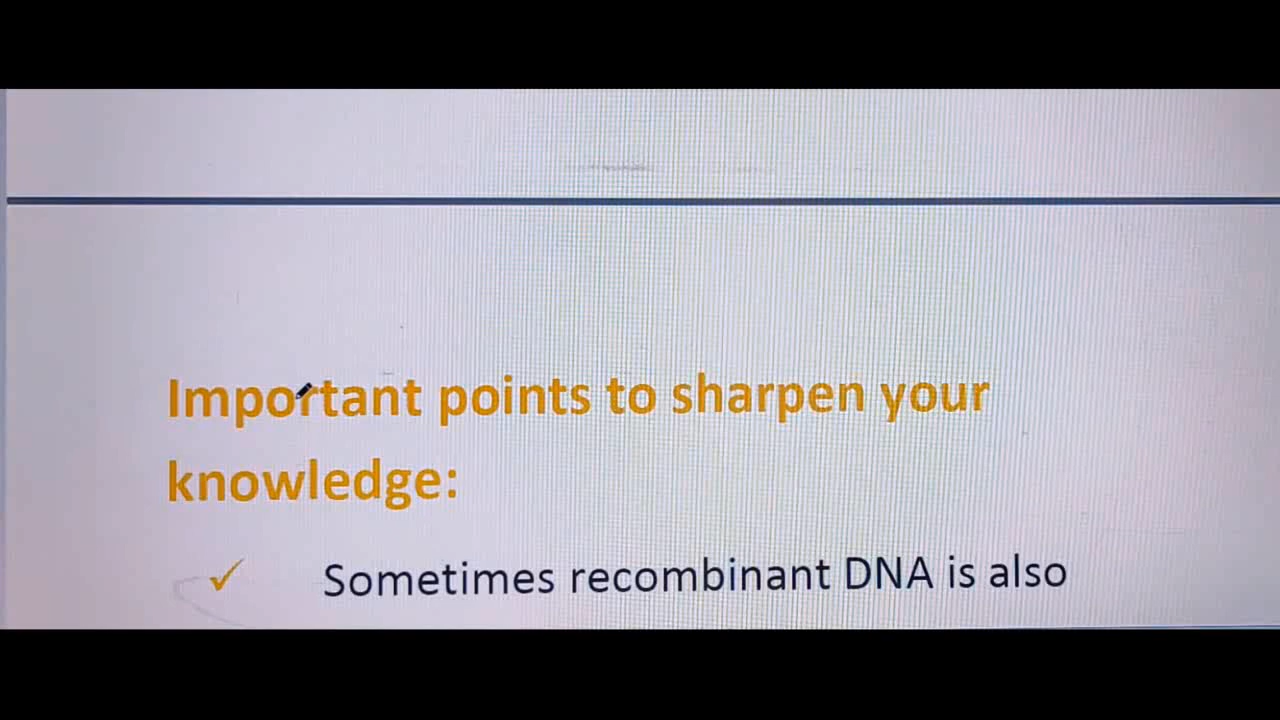 Important points to sharpen your
knowledge:
✓ Sometimes recombinant DNA is also